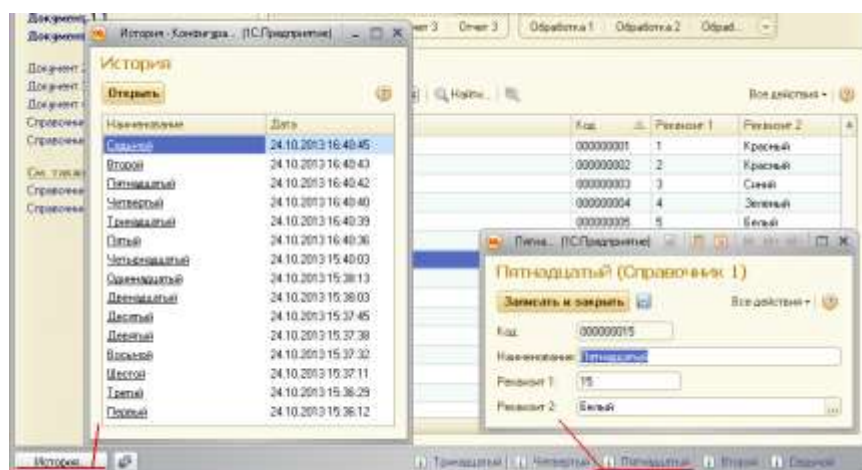 Документ
История - Конфигура... (1С:Предприятие)
Отчет 3
Обработка 1
Обработка 2
Обраб...
История
Открыть
Найти...
Все действия
Наименование
Дата
Седьмой 24.10.2013 16:40:45
Второй 24.10.2013 16:40:43
Пятнадцатый 24.10.2013 16:40:42
Четвертый 24.10.2013 16:40:40
Тринадцатый 24.10.2013 16:40:39
Пятый 24.10.2013 16:40:36
Четырнадцатый 24.10.2013 15:40:03
Одиннадцатый 24.10.2013 15:38:13
Двенадцатый 24.10.2013 15:38:03
Десятый 24.10.2013 15:37:45
Девятый 24.10.2013 15:37:38
Восьмой 24.10.2013 15:37:32
Шестой 24.10.2013 15:37:11
Третий 24.10.2013 15:36:29
Первый 24.10.2013 15:36:12
Код Реквизит 1 Реквизит 2
000000001 1 Красный
000000002 2 Красный
000000003 3 Синий
000000004 4 Зеленый
000000005 5 Белый
Пятна... (1С:Предприятие)
Пятнадцатый (Справочник 1)
Записать и закрыть
Все действия
Код: 000000015
Наименование: Пятнадцатый
Реквизит 1: 15
Реквизит 2: Белый
История...
Тринадцатый
Четвертый
Пятнадцатый
Второй
Седьмой